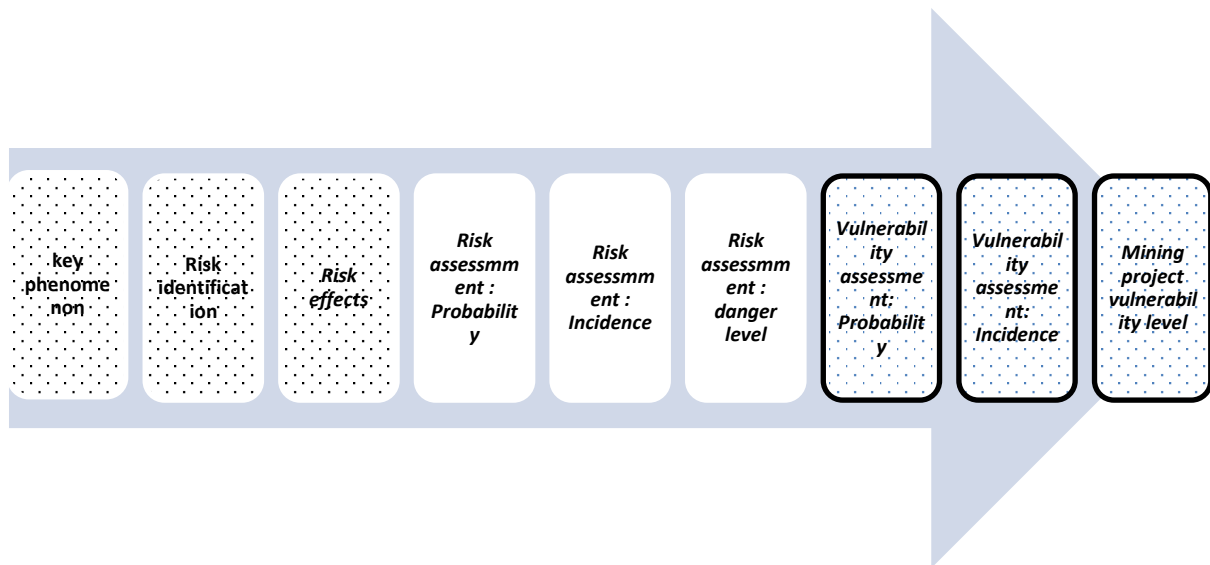 key
phenome
non
Risk
identificat
ion
Risk
effects
Risk
assessmm
ent :
Probabilit
y
Risk
assessmm
ent :
Incidence
Risk
assessmm
ent :
danger
level
Vulnerabil
ity
assessme
nt:
Probabilit
y
Vulnerabil
ity
assessme
nt:
Incidence
Mining
project
vulnerabil
ity level